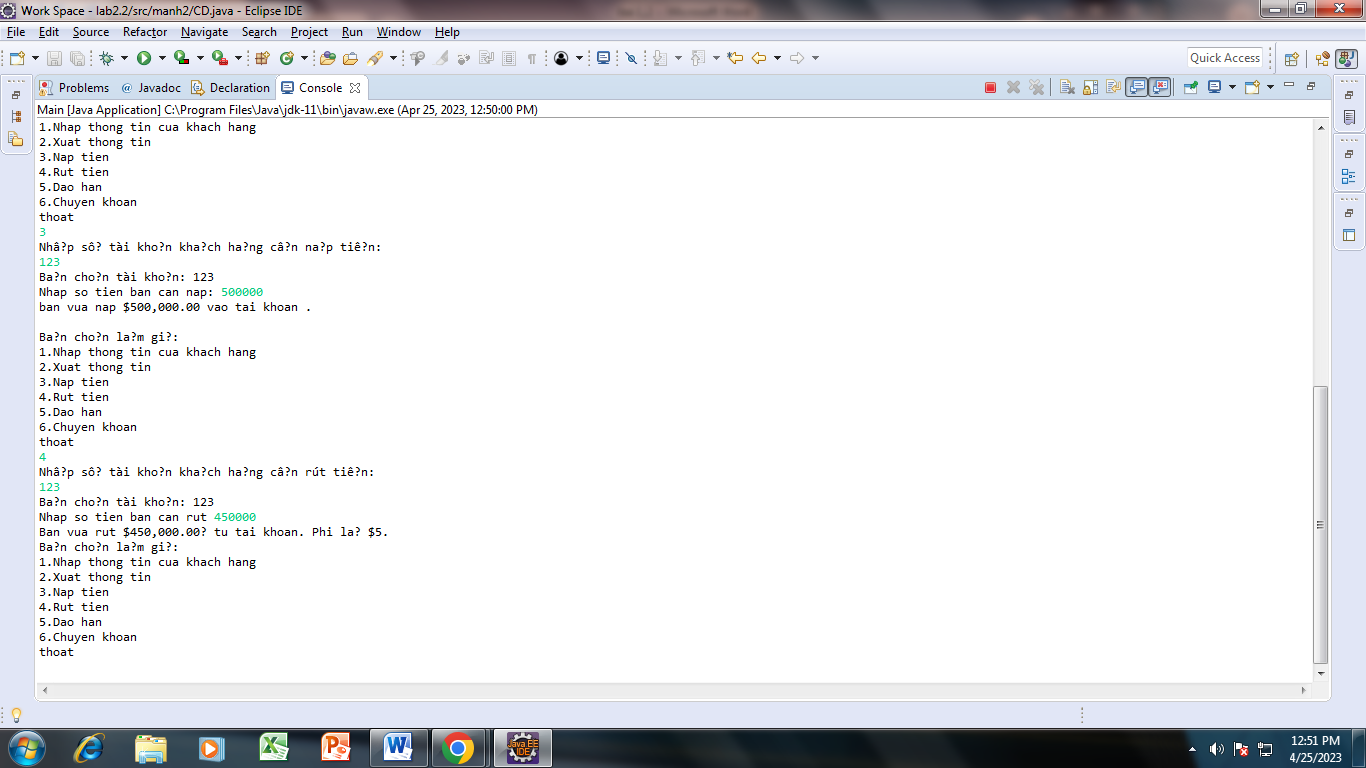 Work Space - lab2.2/src/manh2/CD.java - Eclipse IDE
File Edit Source Refactor Navigate Search Project Run Window Help
Quick Access
Problems @ Javadoc Declaration Console
Main [Java Application] C:\Program Files\Java\jdk-11\bin\javaw.exe (Apr 25, 2023, 12:50:00 PM)
1.Nhap thong tin cua khach hang
2.Xuat thong tin
3.Nap tien
4.Rut tien
5.Dao han
6.Chuyen khoan
thoat
3
Nhâ?p sô? tài kho?n kha?ch ha?ng câ?n na?p tiê?n:
123
Ba?n cho?n tài kho?n: 123
Nhap so tien ban can nap: 500000
ban vua nap $500,000.00 vao tai khoan .
Ba?n cho?n la?m gi?:
1.Nhap thong tin cua khach hang
2.Xuat thong tin
3.Nap tien
4.Rut tien
5.Dao han
6.Chuyen khoan
thoat
4
Nhâ?p sô? tài kho?n kha?ch ha?ng câ?n rút tiê?n:
123
Ba?n cho?n tài kho?n: 123
Nhap so tien ban can rut 450000
Ban vua rut $450,000.00? tu tai khoan. Phi la? $5.
Ba?n cho?n la?m gi?:
1.Nhap thong tin cua khach hang
2.Xuat thong tin
3.Nap tien
4.Rut tien
5.Dao han
6.Chuyen khoan
thoat
Java EE
IDE
12:51 PM
4/25/2023